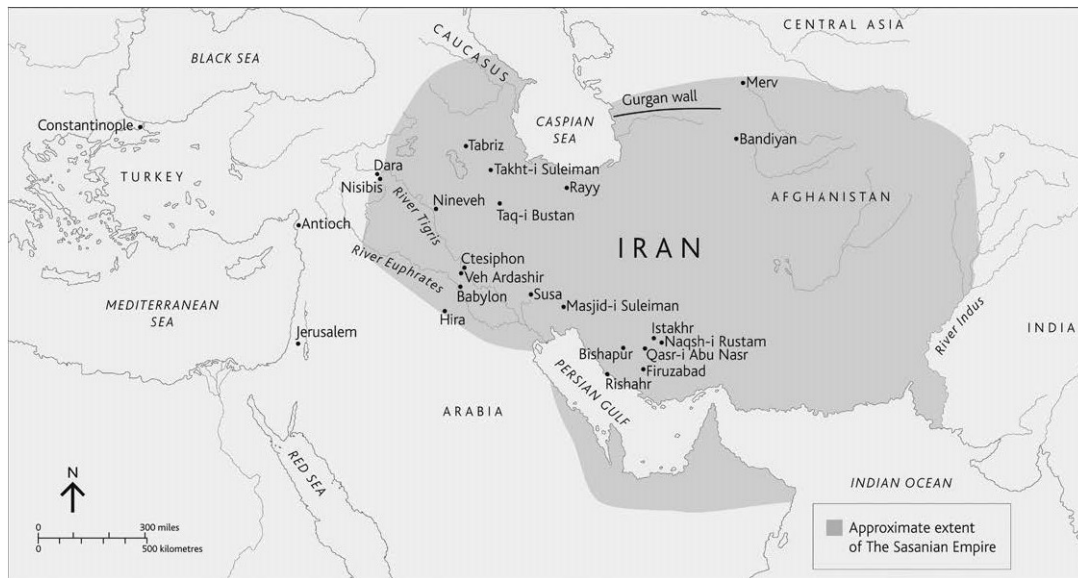 CENTRAL ASIA
CAUCASUS
BLACK SEA
Merv
Gurgan wall
CASPIAN
SEA
Constantinople
Tabriz
Bandiyan
Dara
Takht-i Suleiman
TURKEY
Nisibis
Rayy
AFGHANISTAN
Nineveh
River Tigris
Taq-i Bustan
Antioch
IRAN
Ctesiphon
River Euphrates
Veh Ardashir
Babylon
Susa
MEDITERRANEAN
SEA
Masjid-i Suleiman
Hira
River Indus
INDIA
Jerusalem
Istakhr
Naqsh-i Rustam
Bishapur
Qasr-i Abu Nasr
Firuzabad
Rishahr
PERSIAN GULF
ARABIA
RED SEA
INDIAN OCEAN
N
0
300 miles
0
500 kilometres
Approximate extent
of The Sasanian Empire